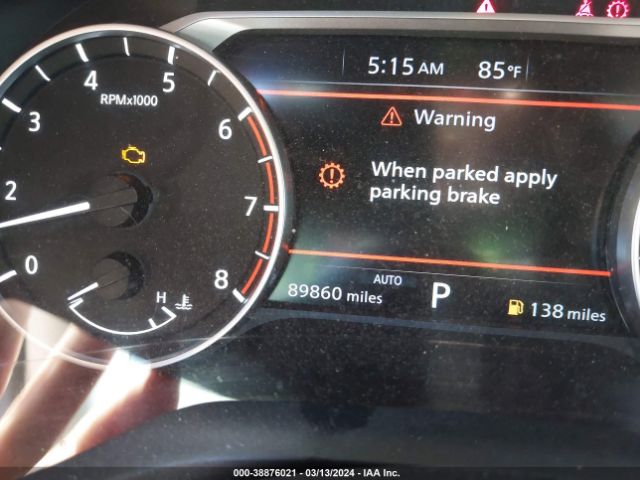 5:15 AM 85°F
4 5
RPMx1000
3 6
Warning
When parked apply
parking brake
2 7
0 8
H
AUTO
89860 miles P 138 miles
000-38876021 - 03/13/2024 - IAA Inc.